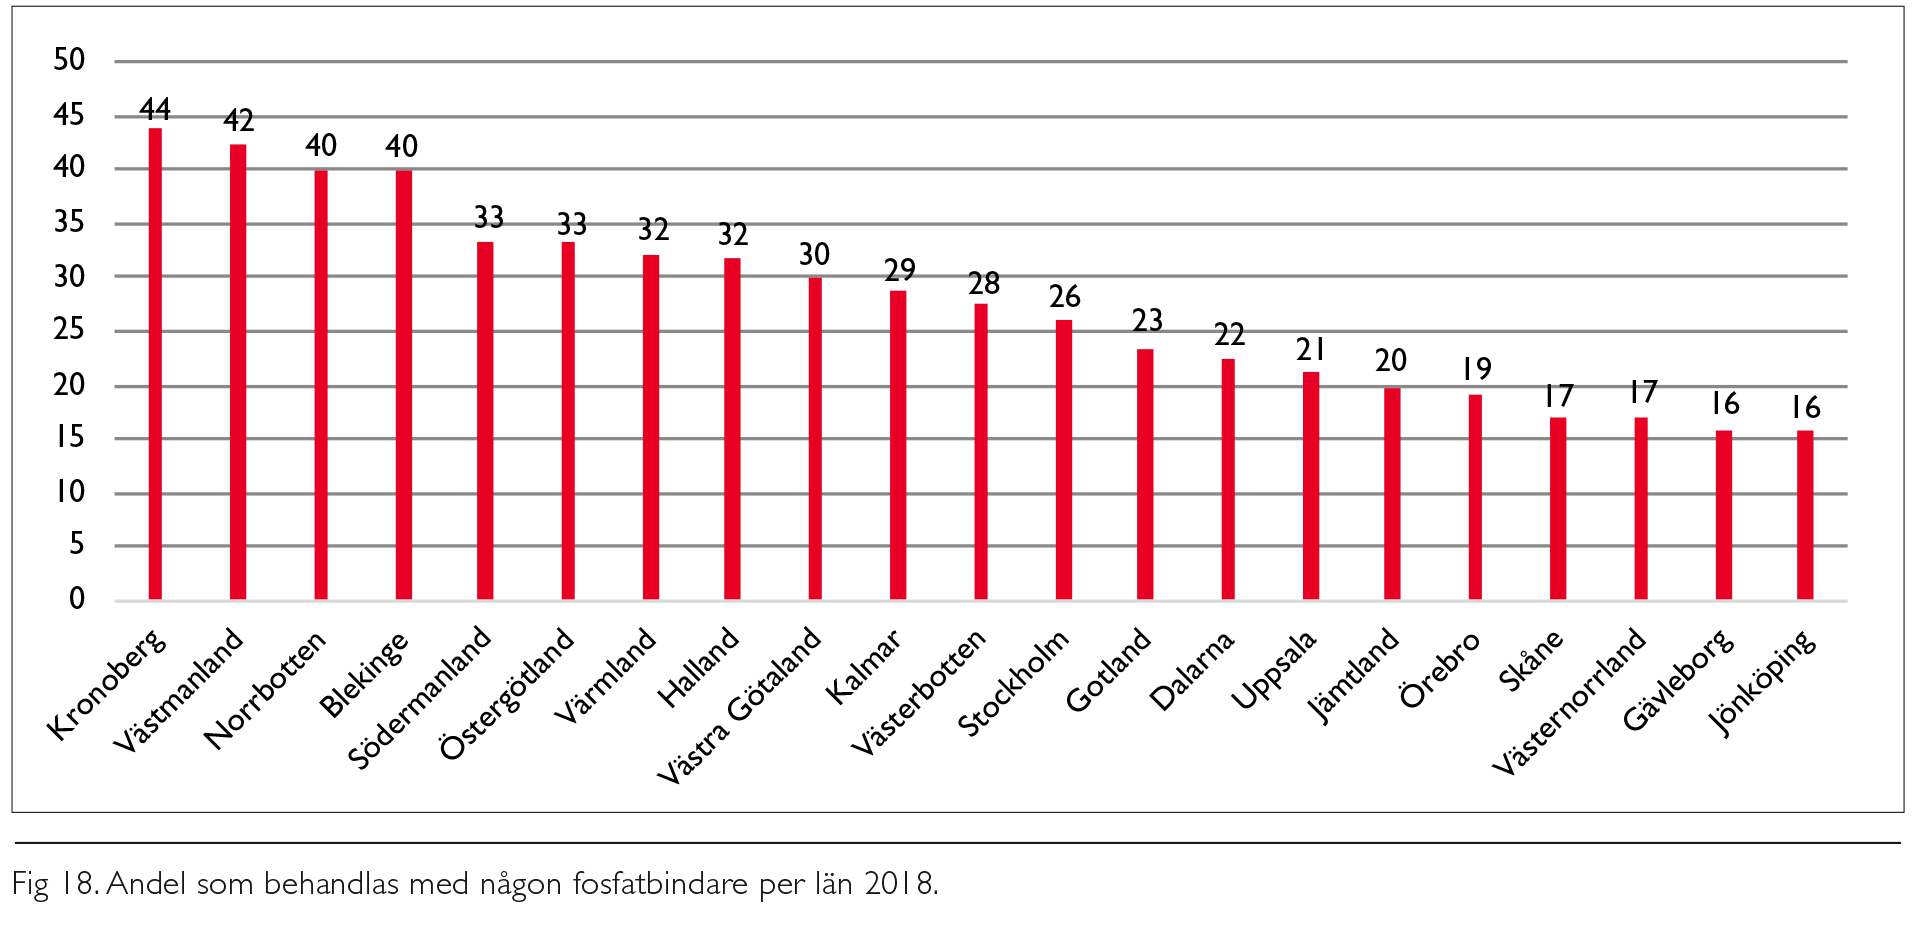 50
45
40
35
30
25
20
15
10
5
0
44
42
40
40
33
33
32
32
30
29
28
26
23
22
21
20
19
17
17
16
16
Kronoberg
Västmanland
Norrbotten
Blekinge
Södermanland
Östergötland
Värmland
Halland
Västra Götaland
Kalmar
Västerbotten
Stockholm
Gotland
Dalarna
Uppsala
Jämtland
Örebro
Skåne
Västernorrland
Gävleborg
Jönköping
Fig 18. Andel som behandlas med någon fosfatbindare per län 2018.